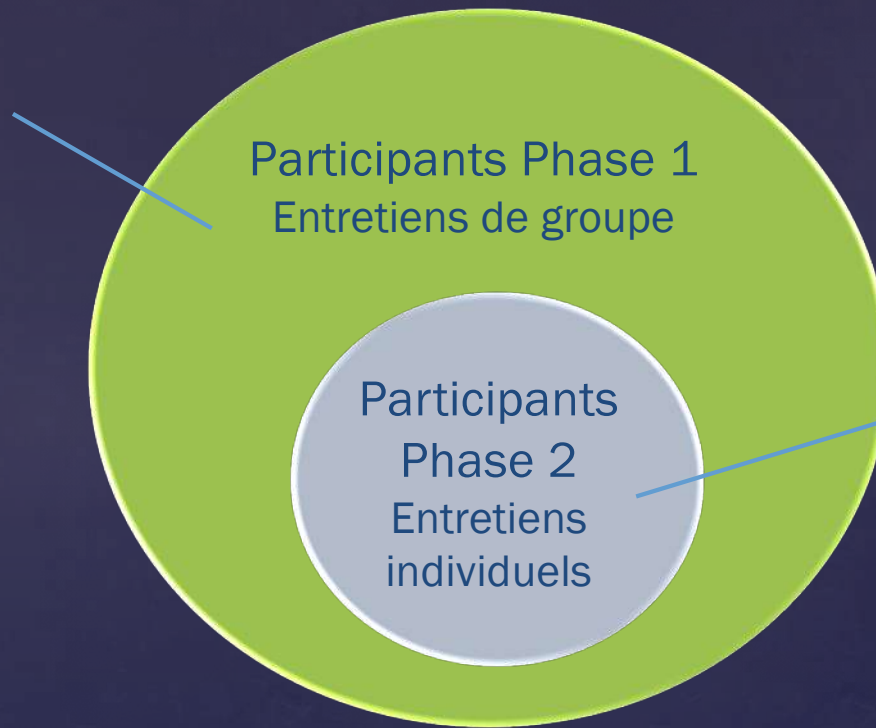 Participants Phase 1
Entretiens de groupe
Participants
Phase 2
Entretiens
individuels